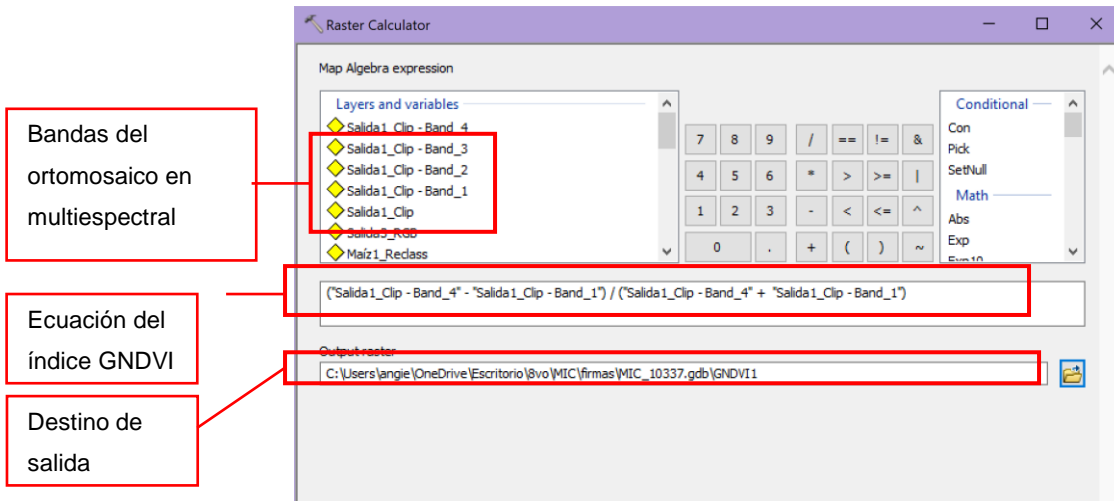 Raster Calculator
Map Algebra expression
Bandas del
ortomosaico en
multiespectral
Layers and variables
Salida1_Clip - Band_4
Salida1_Clip - Band_3
Salida1_Clip - Band_2
Salida1_Clip - Band_1
Salida1_Clip
Salida3_RGB
Maíz1_Reclass
7 8 9 / == != &
4 5 6 * > >= |
1 2 3 - < <= ^
0 . + ( ) ~
Conditional
Con
Pick
SetNull
Math
Abs
Exp
Exp10
Ecuación del
índice GNDVI
("Salida1_Clip - Band_4" - "Salida1_Clip - Band_1") / ("Salida1_Clip - Band_4" + "Salida1_Clip - Band_1")
Output raster
C:\Users\angie\OneDrive\Escritorio\8vo\MIC\firmas\MIC_10337.gdb\GNDVI1
Destino de
salida